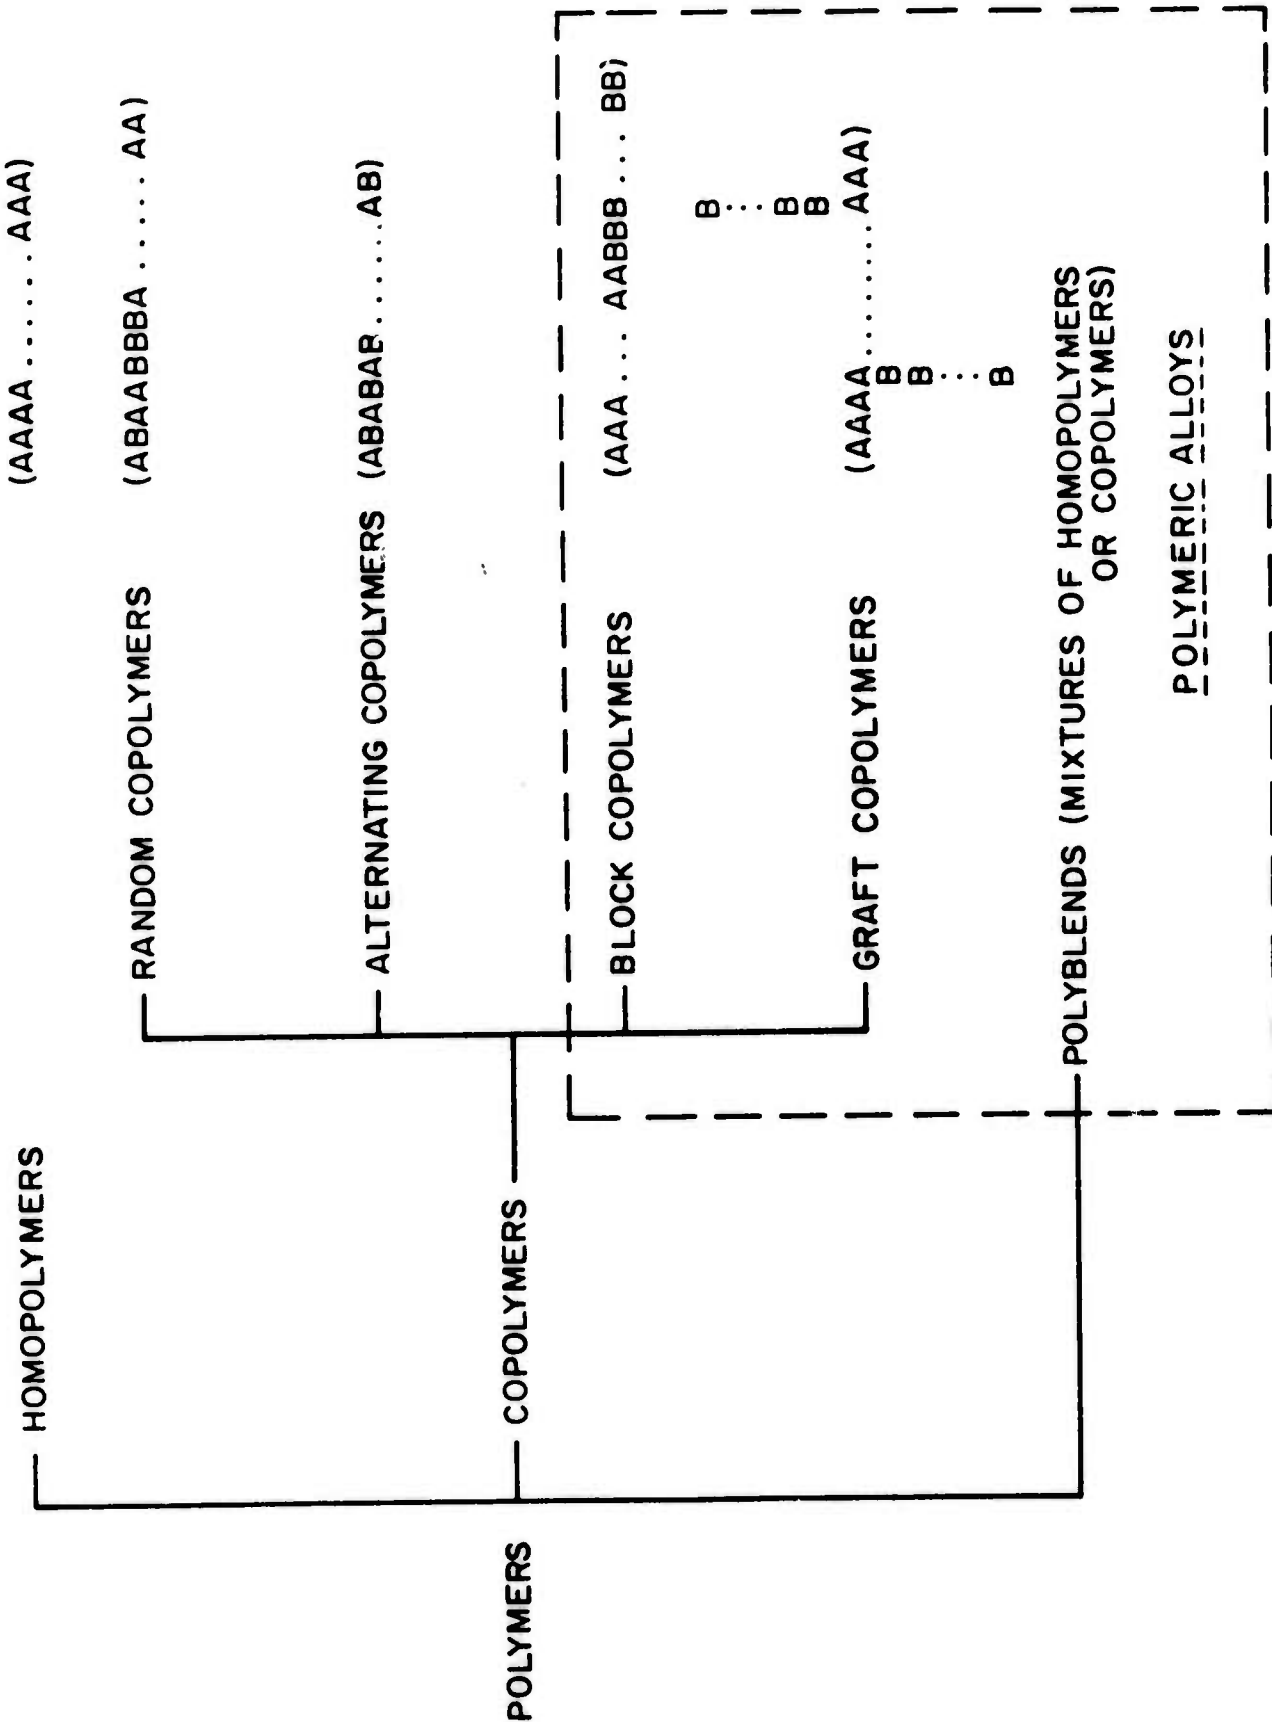 HOMOPOLYMERS (AAAA ...... AAA)
RANDOM COPOLYMERS (ABAABBBA ..... AA)
ALTERNATING COPOLYMERS (ABABAB ...... AB)
POLYMERS
COPOLYMERS
BLOCK COPOLYMERS (AAA ... AABBB ... BB)
B ... B B
GRAFT COPOLYMERS (AAAA ........ AAA)
B B ... B
POLYBLENDS (MIXTURES OF HOMOPOLYMERS
OR COPOLYMERS)
POLYMERIC ALLOYS